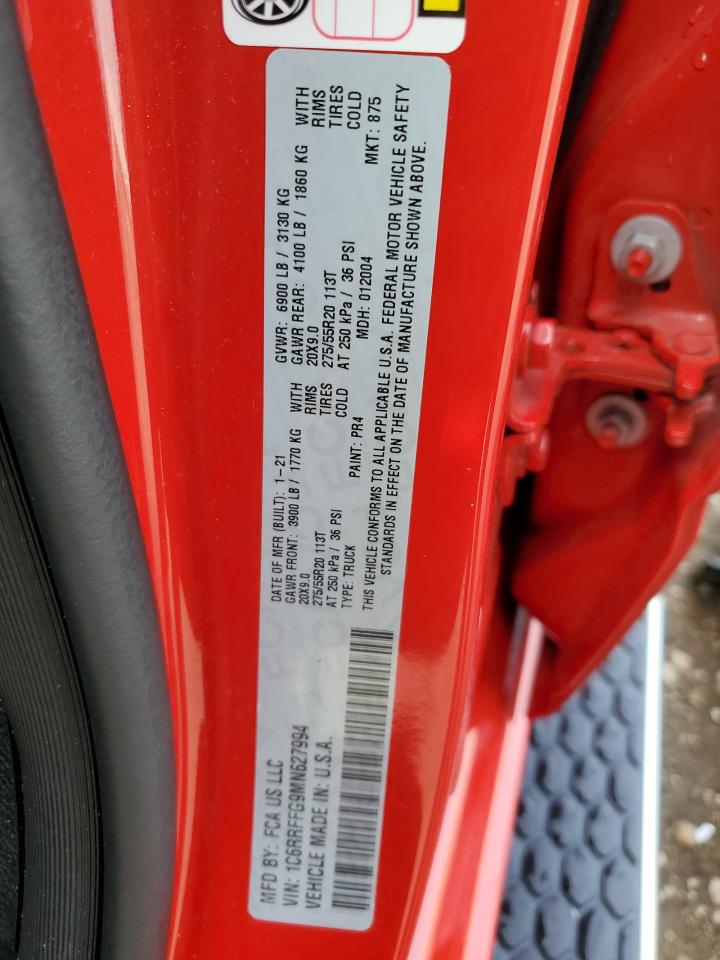 MFD BY: FCA US LLC
DATE OF MFR (BUILT): 1-21
GVWR: 6900 LB / 3130 KG
VIN: 1C6RRFFG9MN627994
GAWR FRONT: 3900 LB / 1770 KG WITH
GAWR REAR: 4100 LB / 1860 KG WITH
20X9.0 RIMS
20X9.0 RIMS
VEHICLE MADE IN: U.S.A.
275/55R20 113T TIRES
275/55R20 113T TIRES
AT 250 kPa / 36 PSI COLD
AT 250 kPa / 36 PSI COLD
TYPE: TRUCK
PAINT: PR4
MDH: 012004
MKT: 875
THIS VEHICLE CONFORMS TO ALL APPLICABLE U.S.A. FEDERAL MOTOR VEHICLE SAFETY
STANDARDS IN EFFECT ON THE DATE OF MANUFACTURE SHOWN ABOVE.